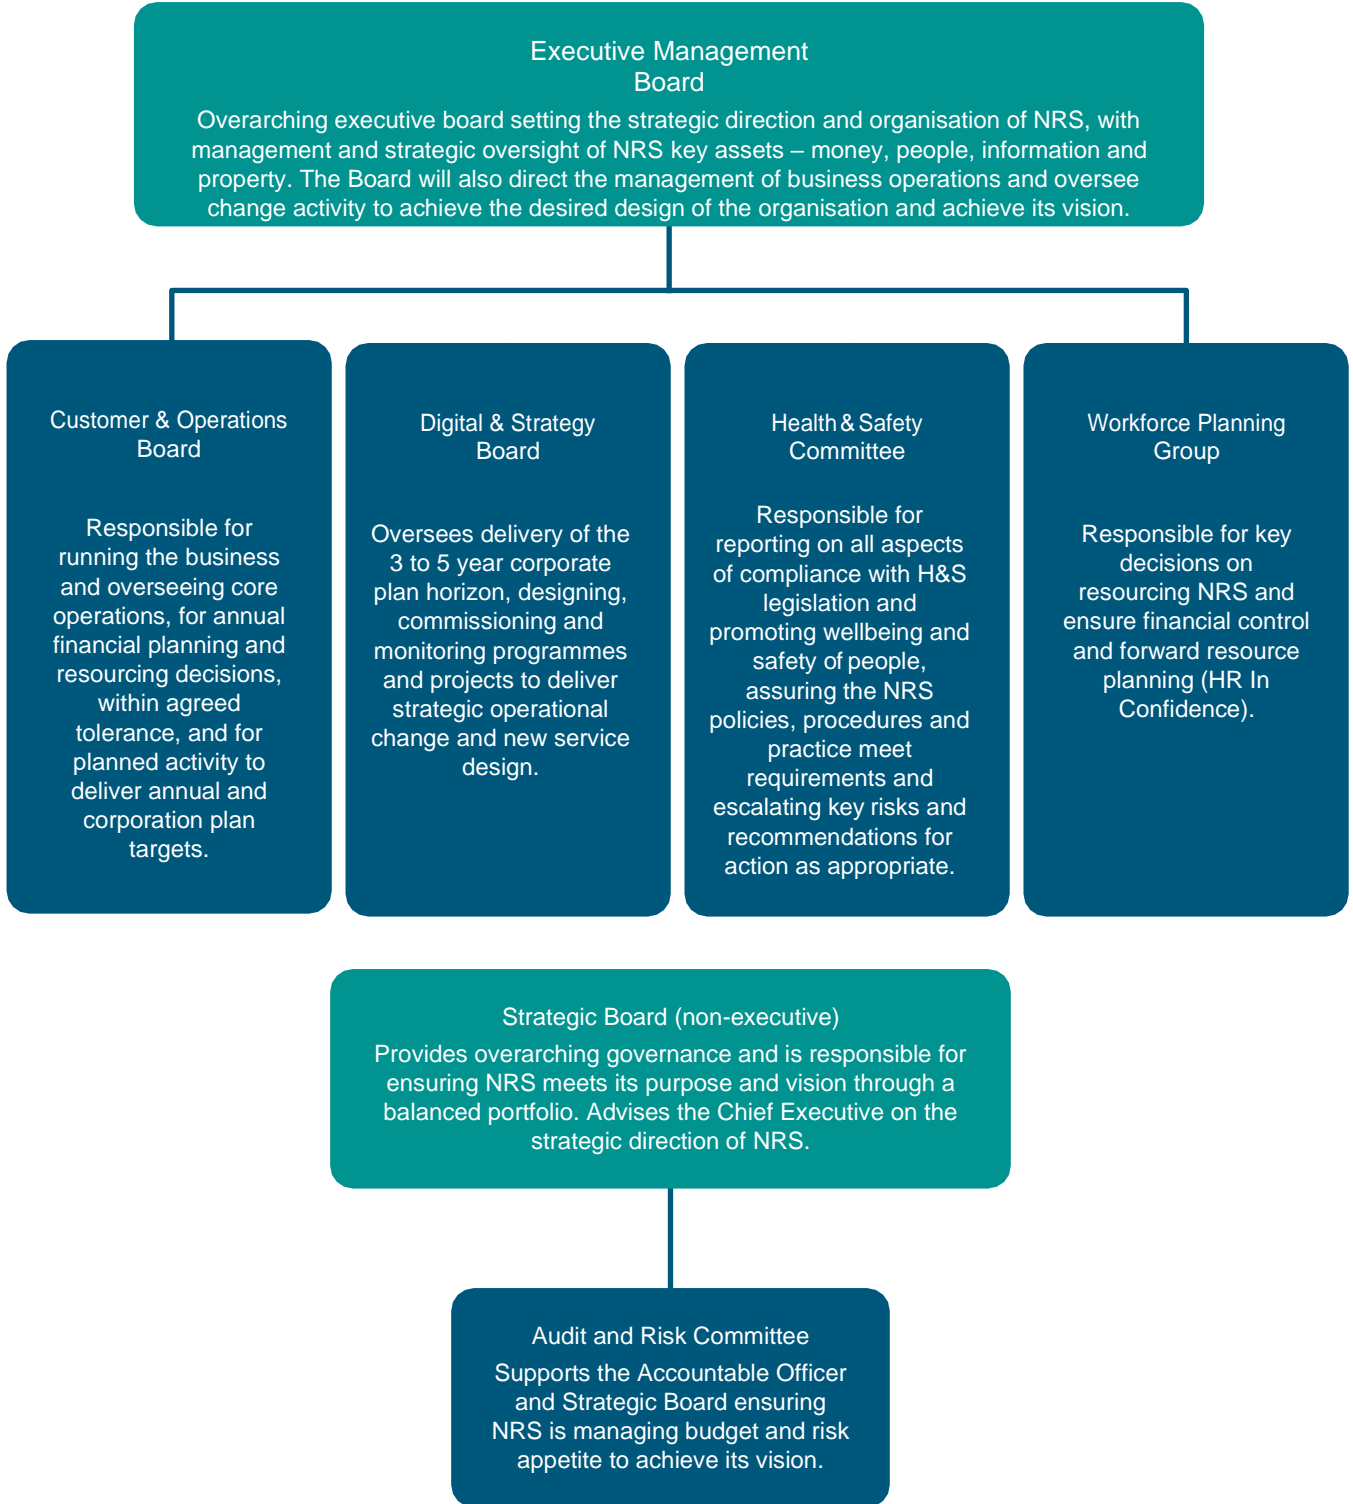 Executive Management
Board
Overarching executive board setting the strategic direction and organisation of NRS, with
management and strategic oversight of NRS key assets – money, people, information and
property. The Board will also direct the management of business operations and oversee
change activity to achieve the desired design of the organisation and achieve its vision.
Customer & Operations
Board
Responsible for
running the business
and overseeing core
operations, for annual
financial planning and
resourcing decisions,
within agreed
tolerance, and for
planned activity to
deliver annual and
corporation plan
targets.
Digital & Strategy
Board
Oversees delivery of the
3 to 5 year corporate
plan horizon, designing,
commissioning and
monitoring programmes
and projects to deliver
strategic operational
change and new service
design.
Health & Safety
Committee
Responsible for
reporting on all aspects
of compliance with H&S
legislation and
promoting wellbeing and
safety of people,
assuring the NRS
policies, procedures and
practice meet
requirements and
escalating key risks and
recommendations for
action as appropriate.
Workforce Planning
Group
Responsible for key
decisions on
resourcing NRS and
ensure financial control
and forward resource
planning (HR In
Confidence).
Strategic Board (non-executive)
Provides overarching governance and is responsible for
ensuring NRS meets its purpose and vision through a
balanced portfolio. Advises the Chief Executive on the
strategic direction of NRS.
Audit and Risk Committee
Supports the Accountable Officer
and Strategic Board ensuring
NRS is managing budget and risk
appetite to achieve its vision.